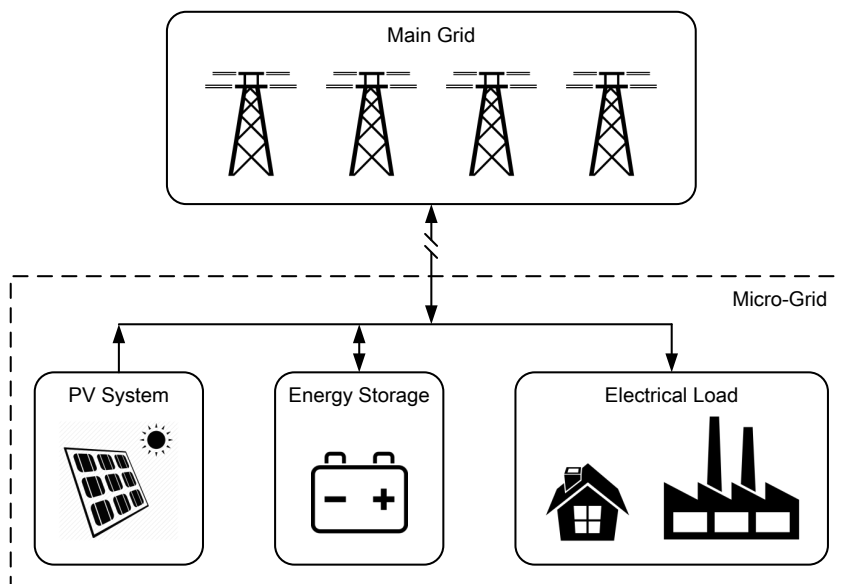 Main Grid
Micro-Grid
PV System
Energy Storage
Electrical Load